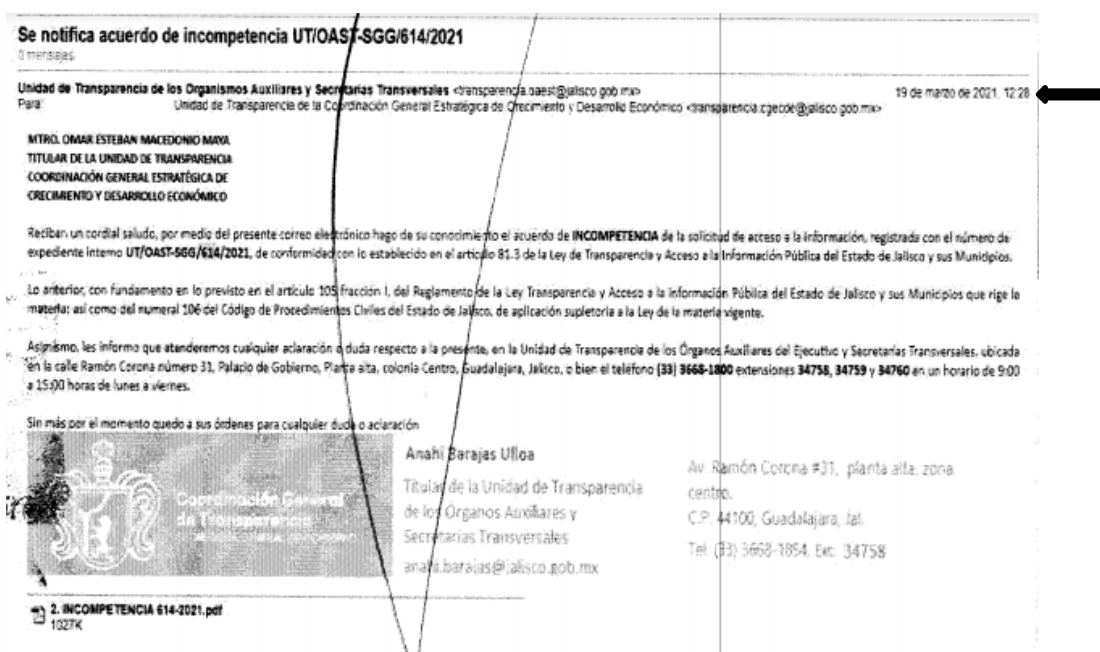 Se notifica acuerdo de incompetencia UT/OAST-SGG/614/2021
mensajes
Unidad de Transparencia de los Organismos Auxiliares y Secretarias Transversales <transparencia.oaest@jalisco.gob.mx> 19 de marzo de 2021, 12:28
Para: Unidad de Transparencia de la Coordinación General Estratégica de Crecimiento y Desarrollo Económico <transparencia.cgecde@jalisco.gob.mx>
MTRO. OMAR ESTEBAN MACEDONIO MAYA
TITULAR DE LA UNIDAD DE TRANSPARENCIA
COORDINACIÓN GENERAL ESTRATÉGICA DE
CRECIMIENTO Y DESARROLLO ECONÓMICO
Reciban un cordial saludo, por medio del presente correo electrónico hago de su conocimiento el acuerdo de INCOMPETENCIA de la solicitud de acceso a la información, registrada con el número de
expediente interno UT/OAST-SGG/614/2021, de conformidad con lo establecido en el artículo 81.3 de la Ley de Transparencia y Acceso a la Información Pública del Estado de Jalisco y sus Municipios.
Lo anterior, con fundamento en lo previsto en el artículo 105 fracción I, del Reglamento de la Ley Transparencia y Acceso a la información Pública del Estado de Jalisco y sus Municipios que rige la
materia; así como del numeral 106 del Código de Procedimientos Civiles del Estado de Jalisco, de aplicación supletoria a la Ley de la materia vigente.
Asimismo, les informo que atenderemos cualquier aclaración o duda respecto a la presente, en la Unidad de Transparencia de los Órganos Auxiliares del Ejecutivo y Secretarías Transversales, ubicada
en la calle Ramón Corona número 31, Palacio de Gobierno, Planta alta, colonia Centro, Guadalajara, Jalisco, o bien el teléfono (33) 3668-1800 extensiones 34758, 34759 y 34760 en un horario de 9:00
a 15:00 horas de lunes a viernes.
Sin más por el momento quedo a sus órdenes para cualquier duda o aclaración
Coordinación General
de Transparencia
Anahí Barajas Ulloa
Titular de la Unidad de Transparencia
de los Órganos Auxiliares y
Secretarías Transversales
anahi.barajas@jalisco.gob.mx
Av. Ramón Corona #31, planta alta, zona
centro.
C.P. 44100, Guadalajara, Jal.
Tel. (33) 3668-1854, Ext. 34758
2. INCOMPETENCIA 614-2021.pdf
1027K